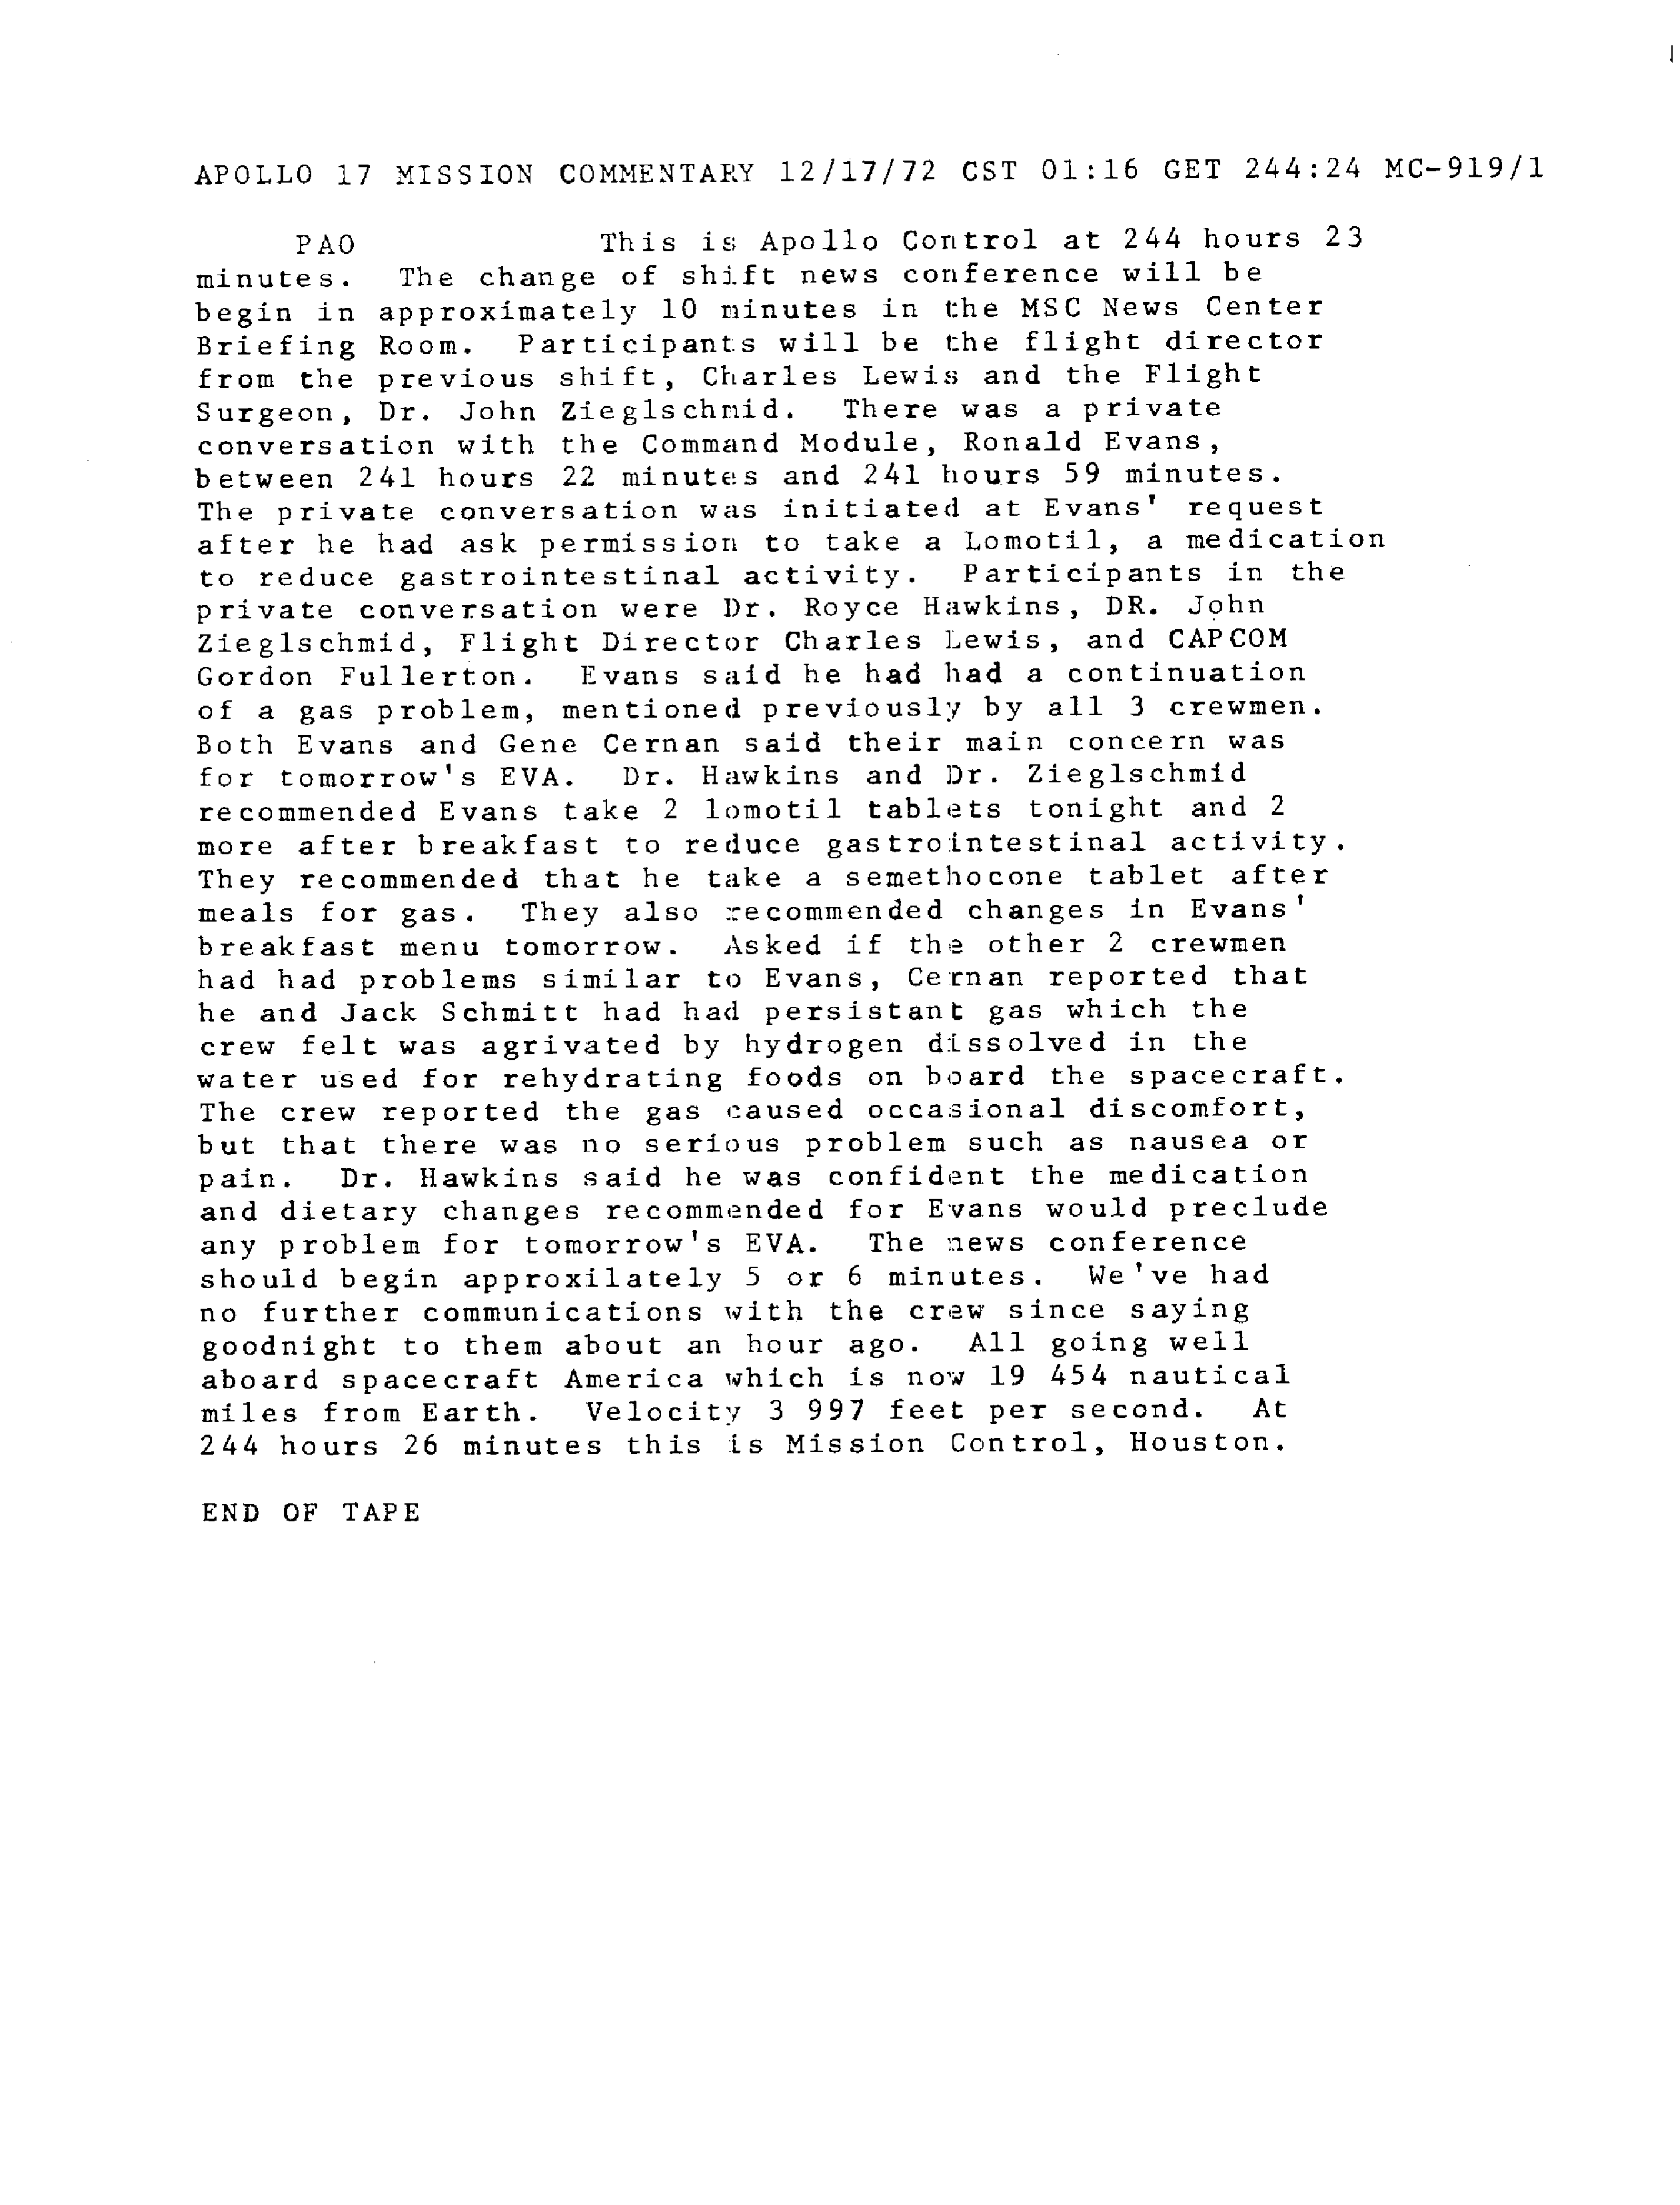 APOLLO 17 MISSION COMMENTARY 12/17/72 CST 01:16 GET 244:24 MC-919/1
PAO This is Apollo Control at 244 hours 23
minutes. The change of shift news conference will be
begin in approximately 10 minutes in the MSC News Center
Briefing Room. Participants will be the flight director
from the previous shift, Charles Lewis and the Flight
Surgeon, Dr. John Zieglschmid. There was a private
conversation with the Command Module, Ronald Evans,
between 241 hours 22 minutes and 241 hours 59 minutes.
The private conversation was initiated at Evans' request
after he had ask permission to take a Lomotil, a medication
to reduce gastrointestinal activity. Participants in the
private conversation were Dr. Royce Hawkins, DR. John
Zieglschmid, Flight Director Charles Lewis, and CAPCOM
Gordon Fullerton. Evans said he had had a continuation
of a gas problem, mentioned previously by all 3 crewmen.
Both Evans and Gene Cernan said their main concern was
for tomorrow's EVA. Dr. Hawkins and Dr. Zieglschmid
recommended Evans take 2 lomotil tablets tonight and 2
more after breakfast to reduce gastrointestinal activity.
They recommended that he take a semethocone tablet after
meals for gas. They also recommended changes in Evans'
breakfast menu tomorrow. Asked if the other 2 crewmen
had had problems similar to Evans, Cernan reported that
he and Jack Schmitt had had persistant gas which the
crew felt was agrivated by hydrogen dissolved in the
water used for rehydrating foods on board the spacecraft.
The crew reported the gas caused occasional discomfort,
but that there was no serious problem such as nausea or
pain. Dr. Hawkins said he was confident the medication
and dietary changes recommended for Evans would preclude
any problem for tomorrow's EVA. The news conference
should begin approxilately 5 or 6 minutes. We've had
no further communications with the crew since saying
goodnight to them about an hour ago. All going well
aboard spacecraft America which is now 19 454 nautical
miles from Earth. Velocity 3 997 feet per second. At
244 hours 26 minutes this is Mission Control, Houston.
END OF TAPE